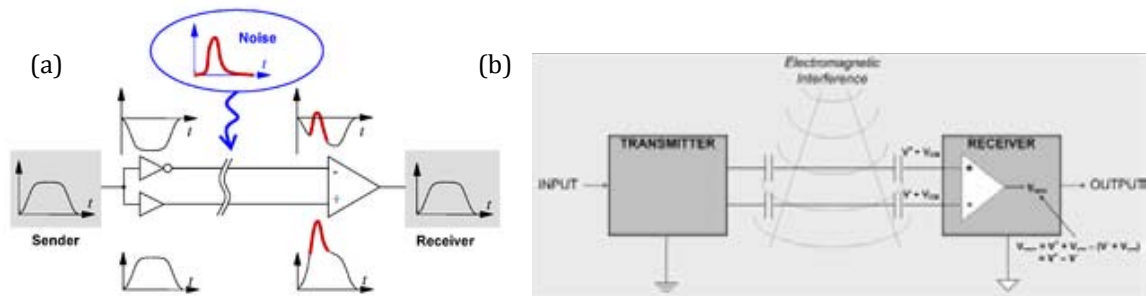 (a)
Noise
t
t
t
Sender
t
t
t
-
+
t
Receiver
(b)
Electromagnetic
Interference
TRANSMITTER
RECEIVER
INPUT
OUTPUT